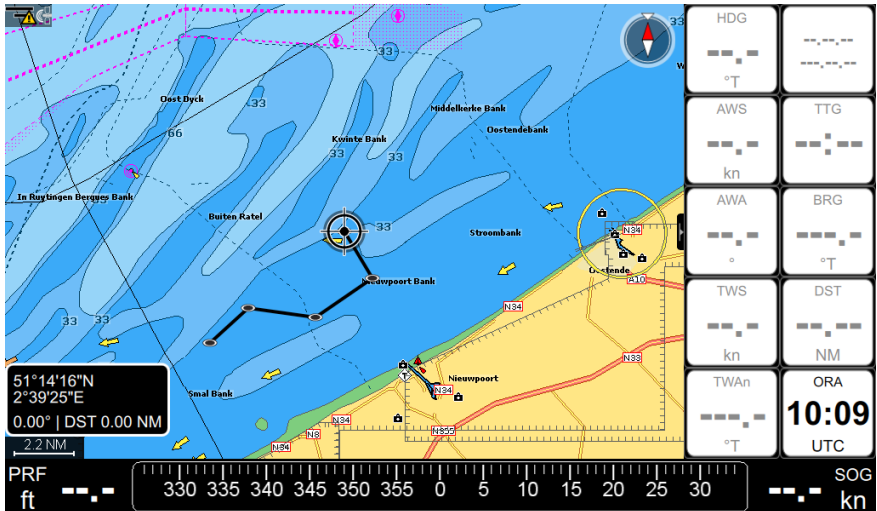 33
HDG
--.-
°T
--.--.--
---.--.--
Oost Dyck
33
Middelkerke Bank
66
Oostendebank
AWS
--.-
kn
TTG
--:--
Kwinte Bank
33
33
In Ruytingen Bergues Bank
Buiten Ratel
33
Stroombank
N34
AWA
--.-
°
BRG
---.-
°T
Oostende
A10
Nieuwpoort Bank
N34
TWS
--.-
kn
DST
--.--
NM
33
33
N33
51°14'16"N
2°39'25"E
0.00° | DST 0.00 NM
Smal Bank
T
Nieuwpoort
N34
TWAn
---.-
°T
ORA
10:09
UTC
2.2 NM
N34
N8
N34
N355
PRF
ft
--.-
330 335 340 345 350 355 0 5 10 15 20 25 30
--.-
SOG
kn